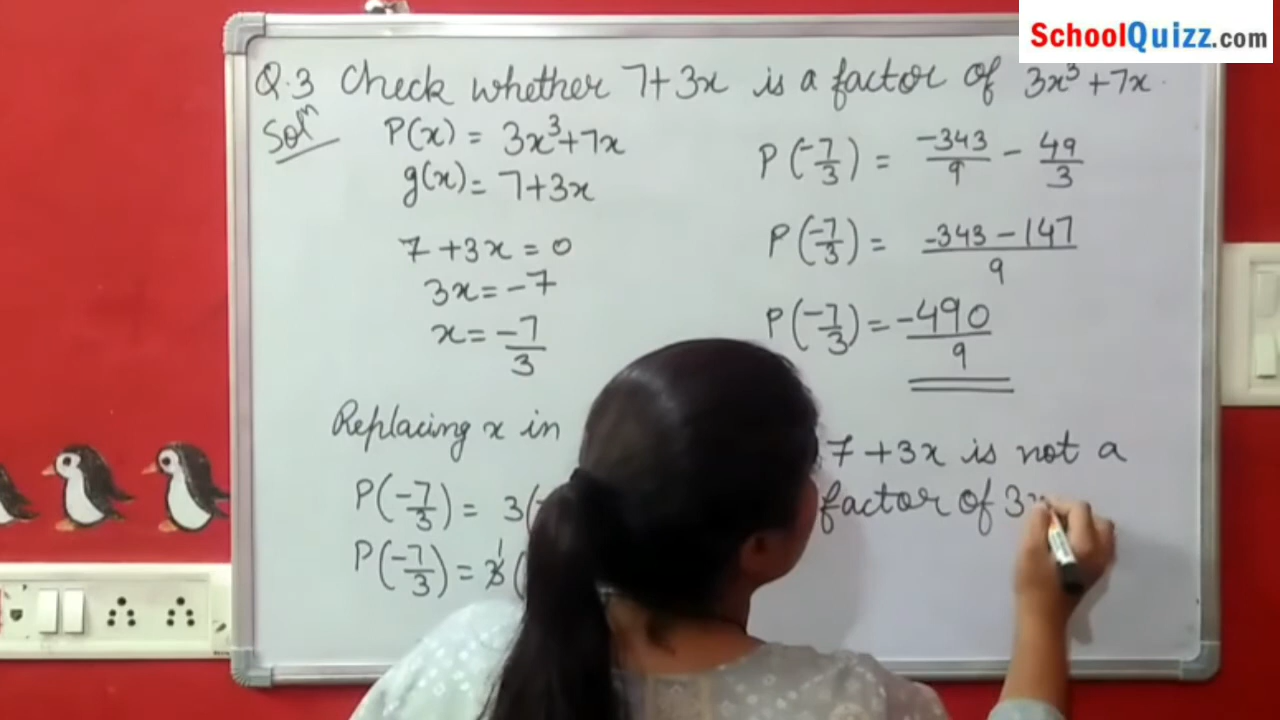 SchoolQuizz.com
Q.3 Check whether 7+3x is a factor of 3x³+7x.
Solⁿ
P(x) = 3x³+7x
g(x) = 7+3x
7+3x=0
3x=-7
x=-7/3
Replacing x in
P(-7/3) = 3(
P(-7/3) = 3 1 (
P(-7/3) = -343/9 - 49/3
P(-7/3) = -343-147/9
P(-7/3) = -490/9
7+3x is not a
factor of 3x